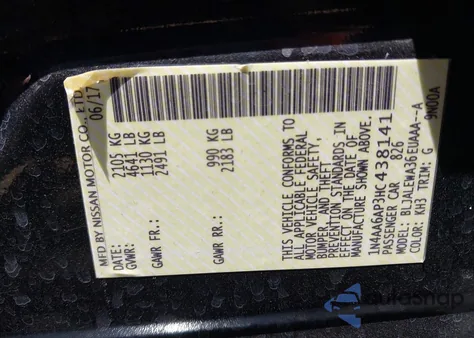 MFD BY NISSAN MOTOR CO., LTD.
DATE: 06/17
GVWR: 2105 KG
4641 LB
GAWR FR.: 1130 KG
2491 LB
GAWR RR.: 990 KG
2183 LB
THIS VEHICLE CONFORMS TO
ALL APPLICABLE FEDERAL
MOTOR VEHICLE SAFETY,
BUMPER, AND THEFT
PREVENTION STANDARDS IN
EFFECT ON THE DATE OF
MANUFACTURE SHOWN ABOVE.
1N4AA6AP3HC438141
PASSENGER CAR 826
MODEL: BLJALEWA36EUAAA--A
COLOR: KH3 TRIM: G 9N00A
AutoSnap